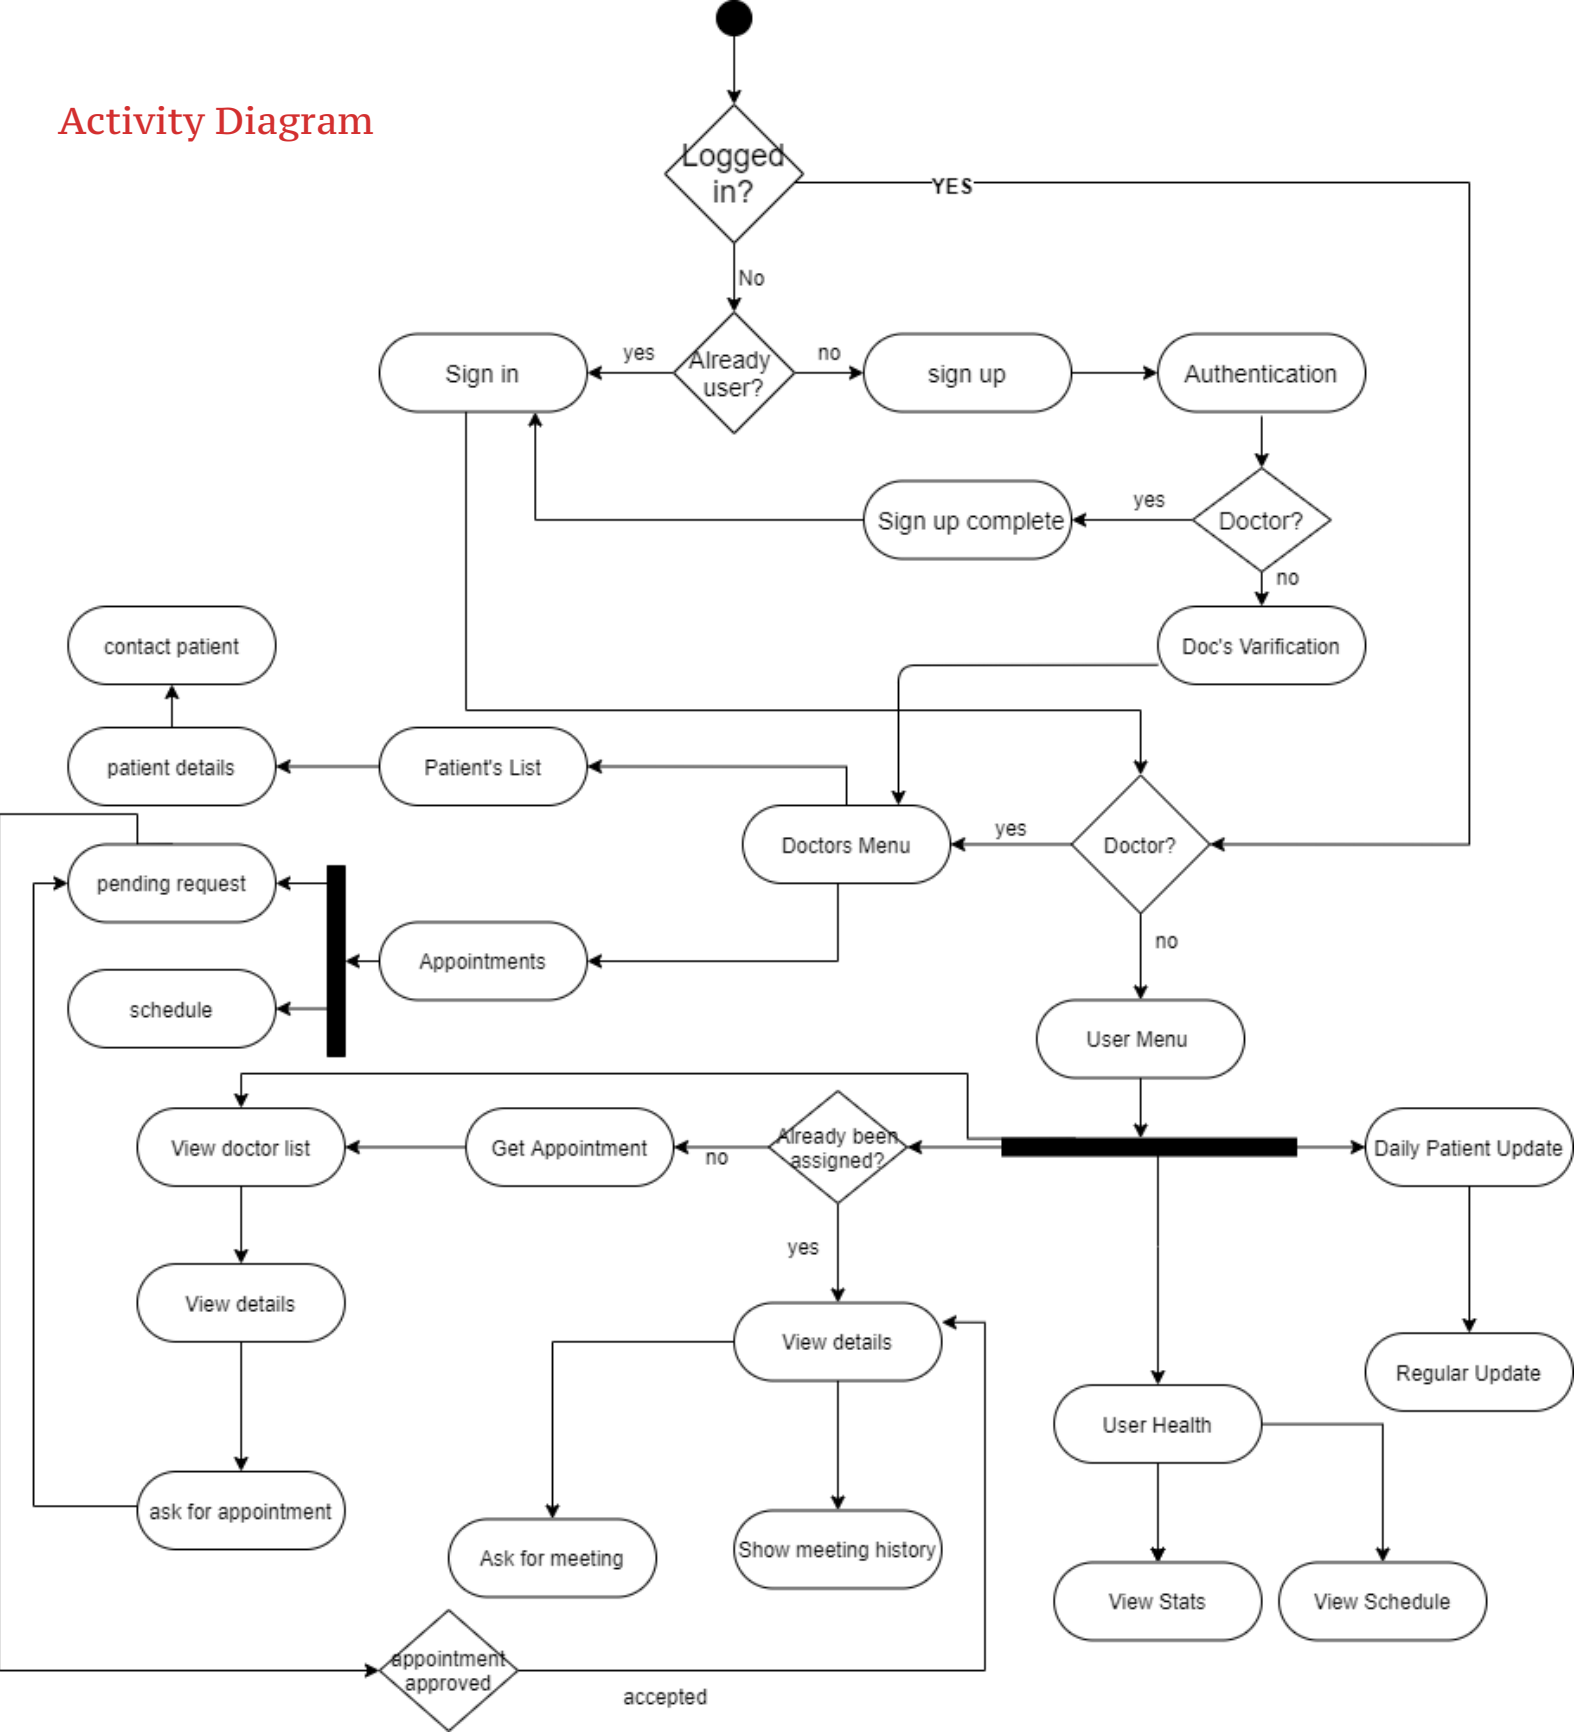 Activity Diagram
Logged
in?
YES
No
Sign in
yes
Already
user?
no
sign up
Authentication
Sign up complete
yes
Doctor?
no
contact patient
Doc's Varification
patient details
Patient's List
Doctors Menu
yes
Doctor?
pending request
no
Appointments
schedule
User Menu
View doctor list
Get Appointment
no
Already been
assigned?
Daily Patient Update
yes
View details
View details
Regular Update
User Health
ask for appointment
Ask for meeting
Show meeting history
View Stats
View Schedule
appointment
approved
accepted